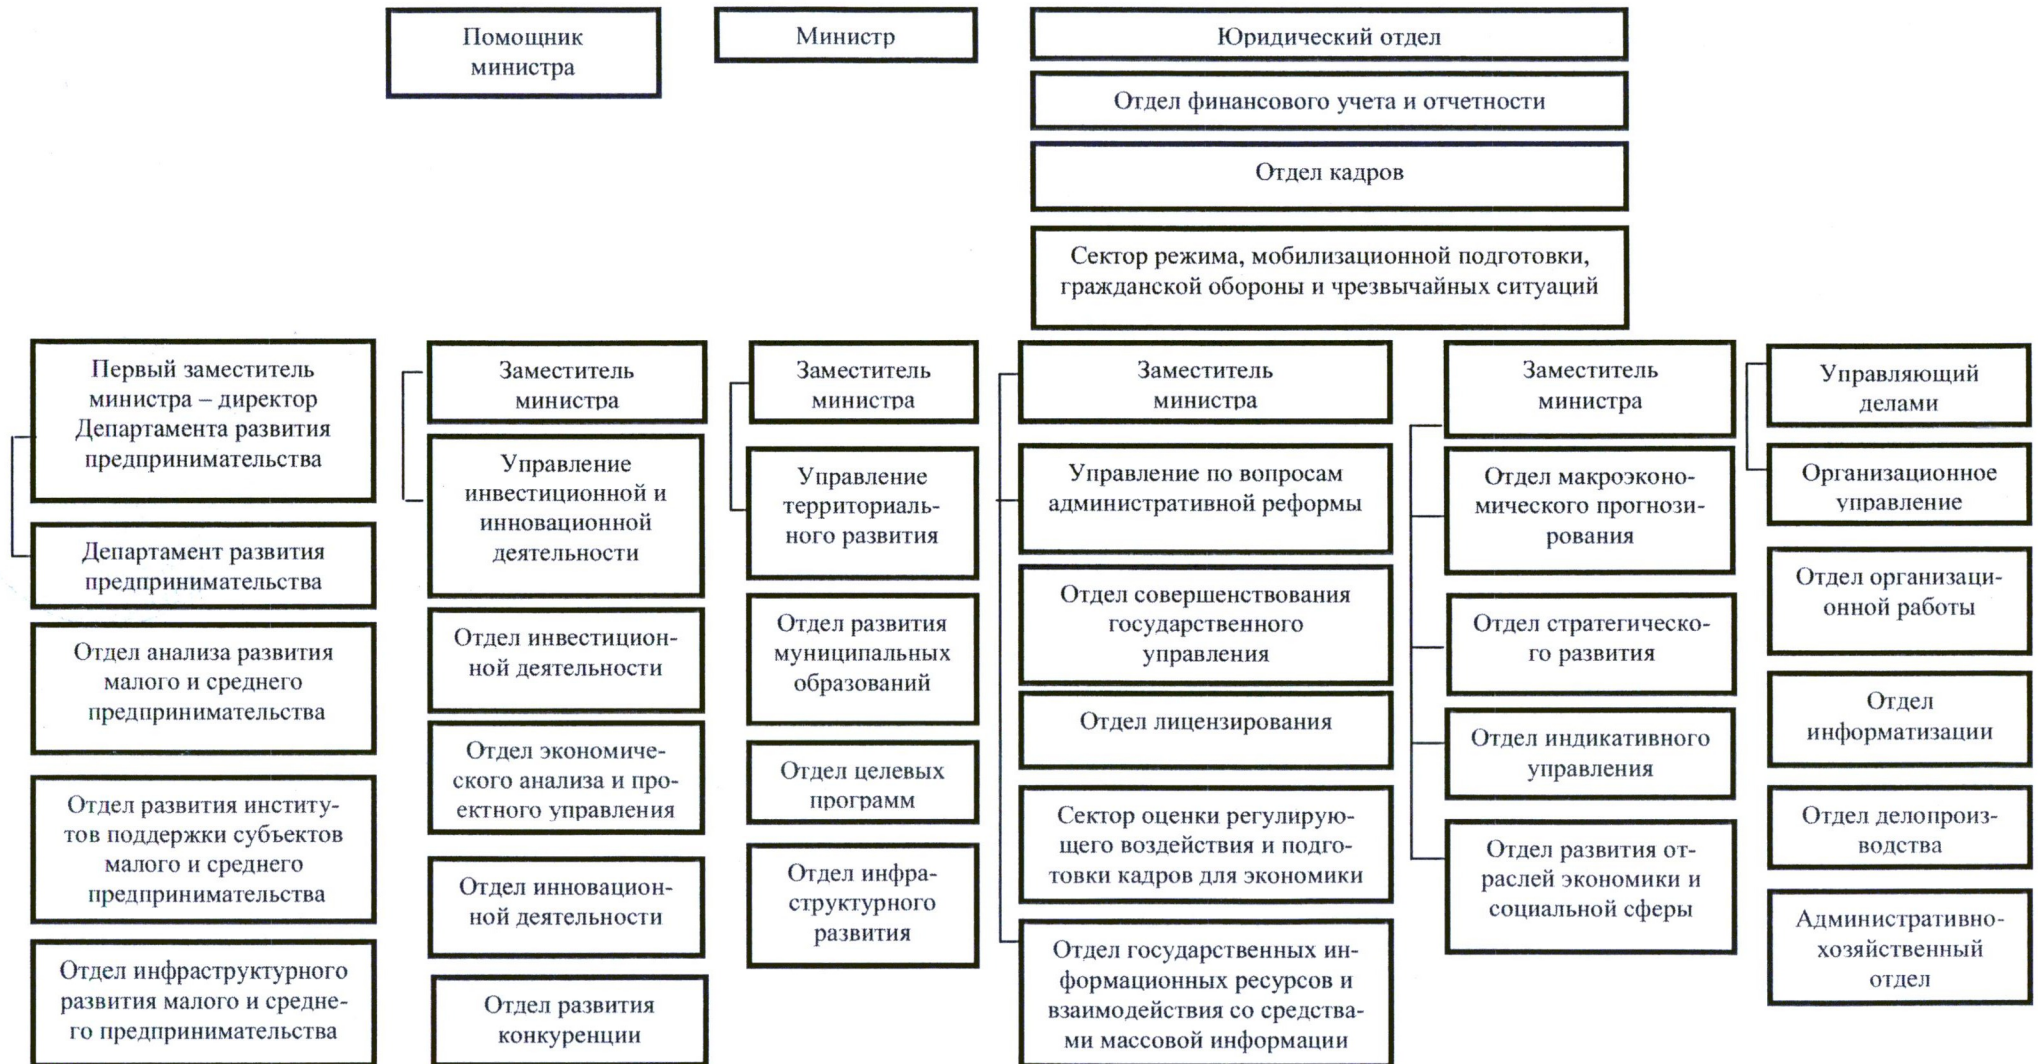 Помощник
министра
Министр
Юридический отдел
Отдел финансового учета и отчетности
Отдел кадров
Сектор режима, мобилизационной подготовки,
гражданской обороны и чрезвычайных ситуаций
Первый заместитель
министра – директор
Департамента развития
предпринимательства
Департамент развития
предпринимательства
Отдел анализа развития
малого и среднего
предпринимательства
Отдел развития институ-
тов поддержки субъектов
малого и среднего
предпринимательства
Отдел инфраструктурного
развития малого и средне-
го предпринимательства
Заместитель
министра
Управление
инвестиционной и
инновационной
деятельности
Отдел инвестицион-
ной деятельности
Отдел экономиче-
ского анализа и про-
ектного управления
Отдел инновацион-
ной деятельности
Отдел развития
конкуренции
Заместитель
министра
Управление
территориаль-
ного развития
Отдел развития
муниципальных
образований
Отдел целевых
программ
Отдел инфра-
структурного
развития
Заместитель
министра
Управление по вопросам
административной реформы
Отдел совершенствования
государственного
управления
Отдел лицензирования
Сектор оценки регулирую-
щего воздействия и подго-
товки кадров для экономики
Отдел государственных ин-
формационных ресурсов и
взаимодействия со средства-
ми массовой информации
Заместитель
министра
Отдел макроэконо-
мического прогнози-
рования
Отдел стратегическо-
го развития
Отдел индикативного
управления
Отдел развития от-
раслей экономики и
социальной сферы
Управляющий
делами
Организационное
управление
Отдел организаци-
онной работы
Отдел
информатизации
Отдел делопроиз-
водства
Административно-
хозяйственный
отдел